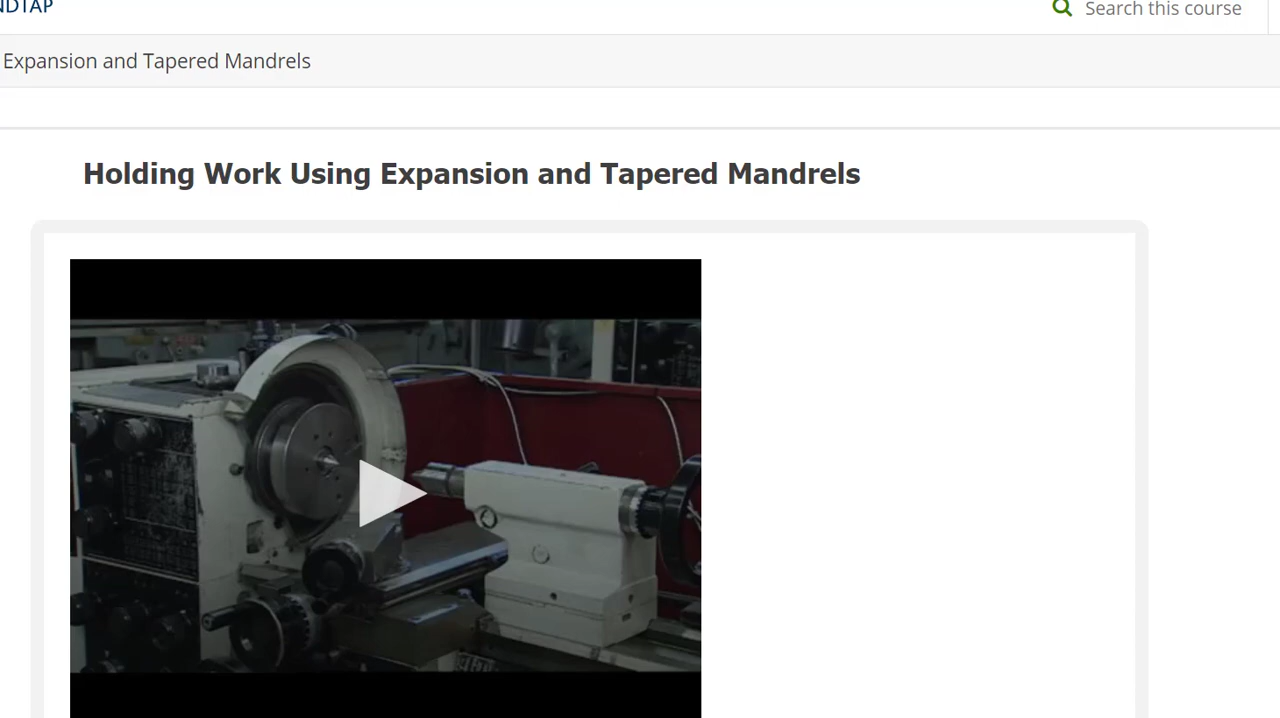 NDTAP
Search this course
Expansion and Tapered Mandrels
Holding Work Using Expansion and Tapered Mandrels